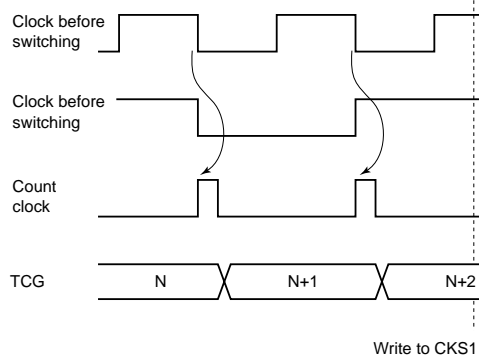 Clock before
switching
Clock before
switching
Count
clock
TCG N N+1 N+2
Write to CKS1